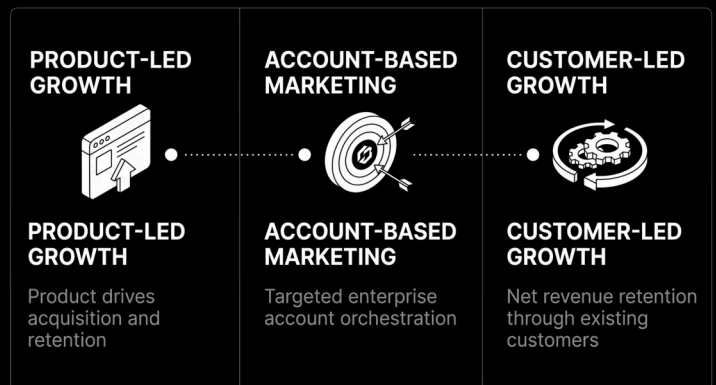 PRODUCT-LED
GROWTH
PRODUCT-LED
GROWTH
Product drives
acquisition and
retention
ACCOUNT-BASED
MARKETING
ACCOUNT-BASED
MARKETING
Targeted enterprise
account orchestration
CUSTOMER-LED
GROWTH
CUSTOMER-LED
GROWTH
Net revenue retention
through existing
customers